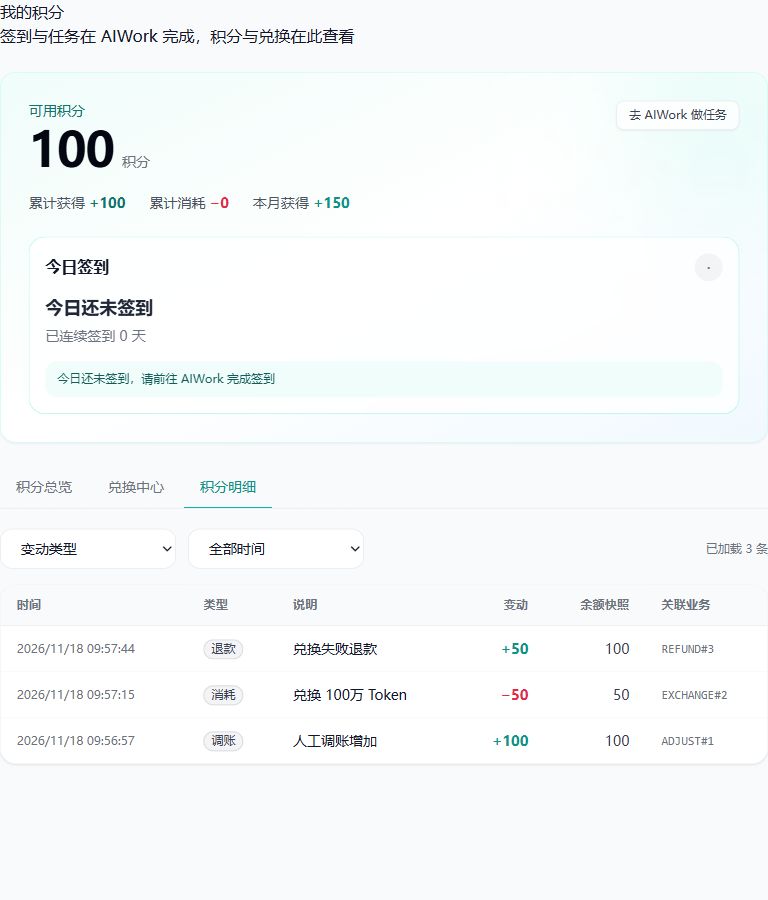 我的积分
签到与任务在 AIWork 完成，积分与兑换在此查看
可用积分
去 AIWork 做任务
100 积分
累计获得 +100 累计消耗 −0 本月获得 +150
今日签到
·
今日还未签到
已连续签到 0 天
今日还未签到，请前往 AIWork 完成签到
积分总览 兑换中心 积分明细
变动类型 全部时间 已加载 3 条
时间 类型 说明 变动 余额快照 关联业务
2026/11/18 09:57:44 退款 兑换失败退款 +50 100 REFUND#3
2026/11/18 09:57:15 消耗 兑换 100万 Token −50 50 EXCHANGE#2
2026/11/18 09:56:57 调账 人工调账增加 +100 100 ADJUST#1